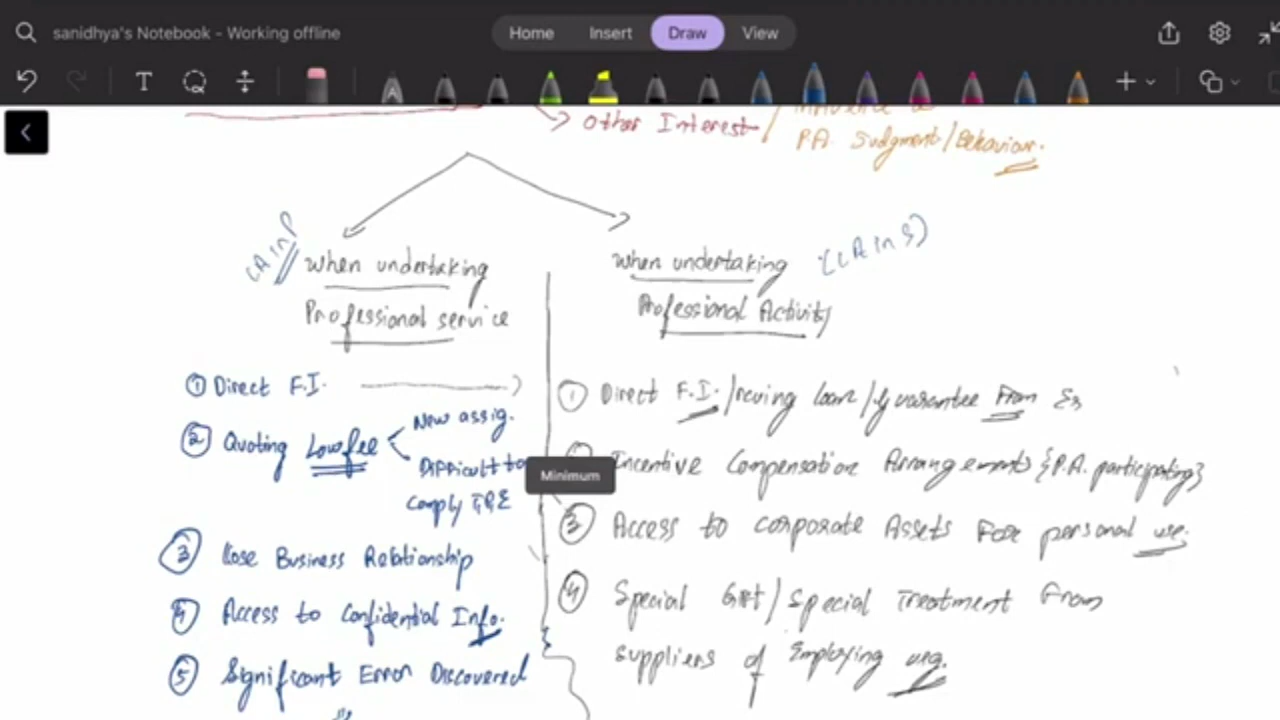 sanidhya's Notebook - Working offline
Home Insert Draw View
Other Interest / P.A. Judgment/Behaviour.
(CA in P
When undertaking
Professional service
① Direct F.I.
② Quoting Low fee
New assig.
Difficult to
Comply
③ Close Business Relationship
④ Access to Confidential Info.
⑤ Significant Error Discovered
When undertaking
{CA in S)
Professional Activity
① Direct F.I./having loan/guarantee From
Minimum
Incentive Compensation Arrangements {P.A. participating}
③ Access to corporate Assets For personal use.
④ Special Gift/Special Treatment From
suppliers of Employing org.